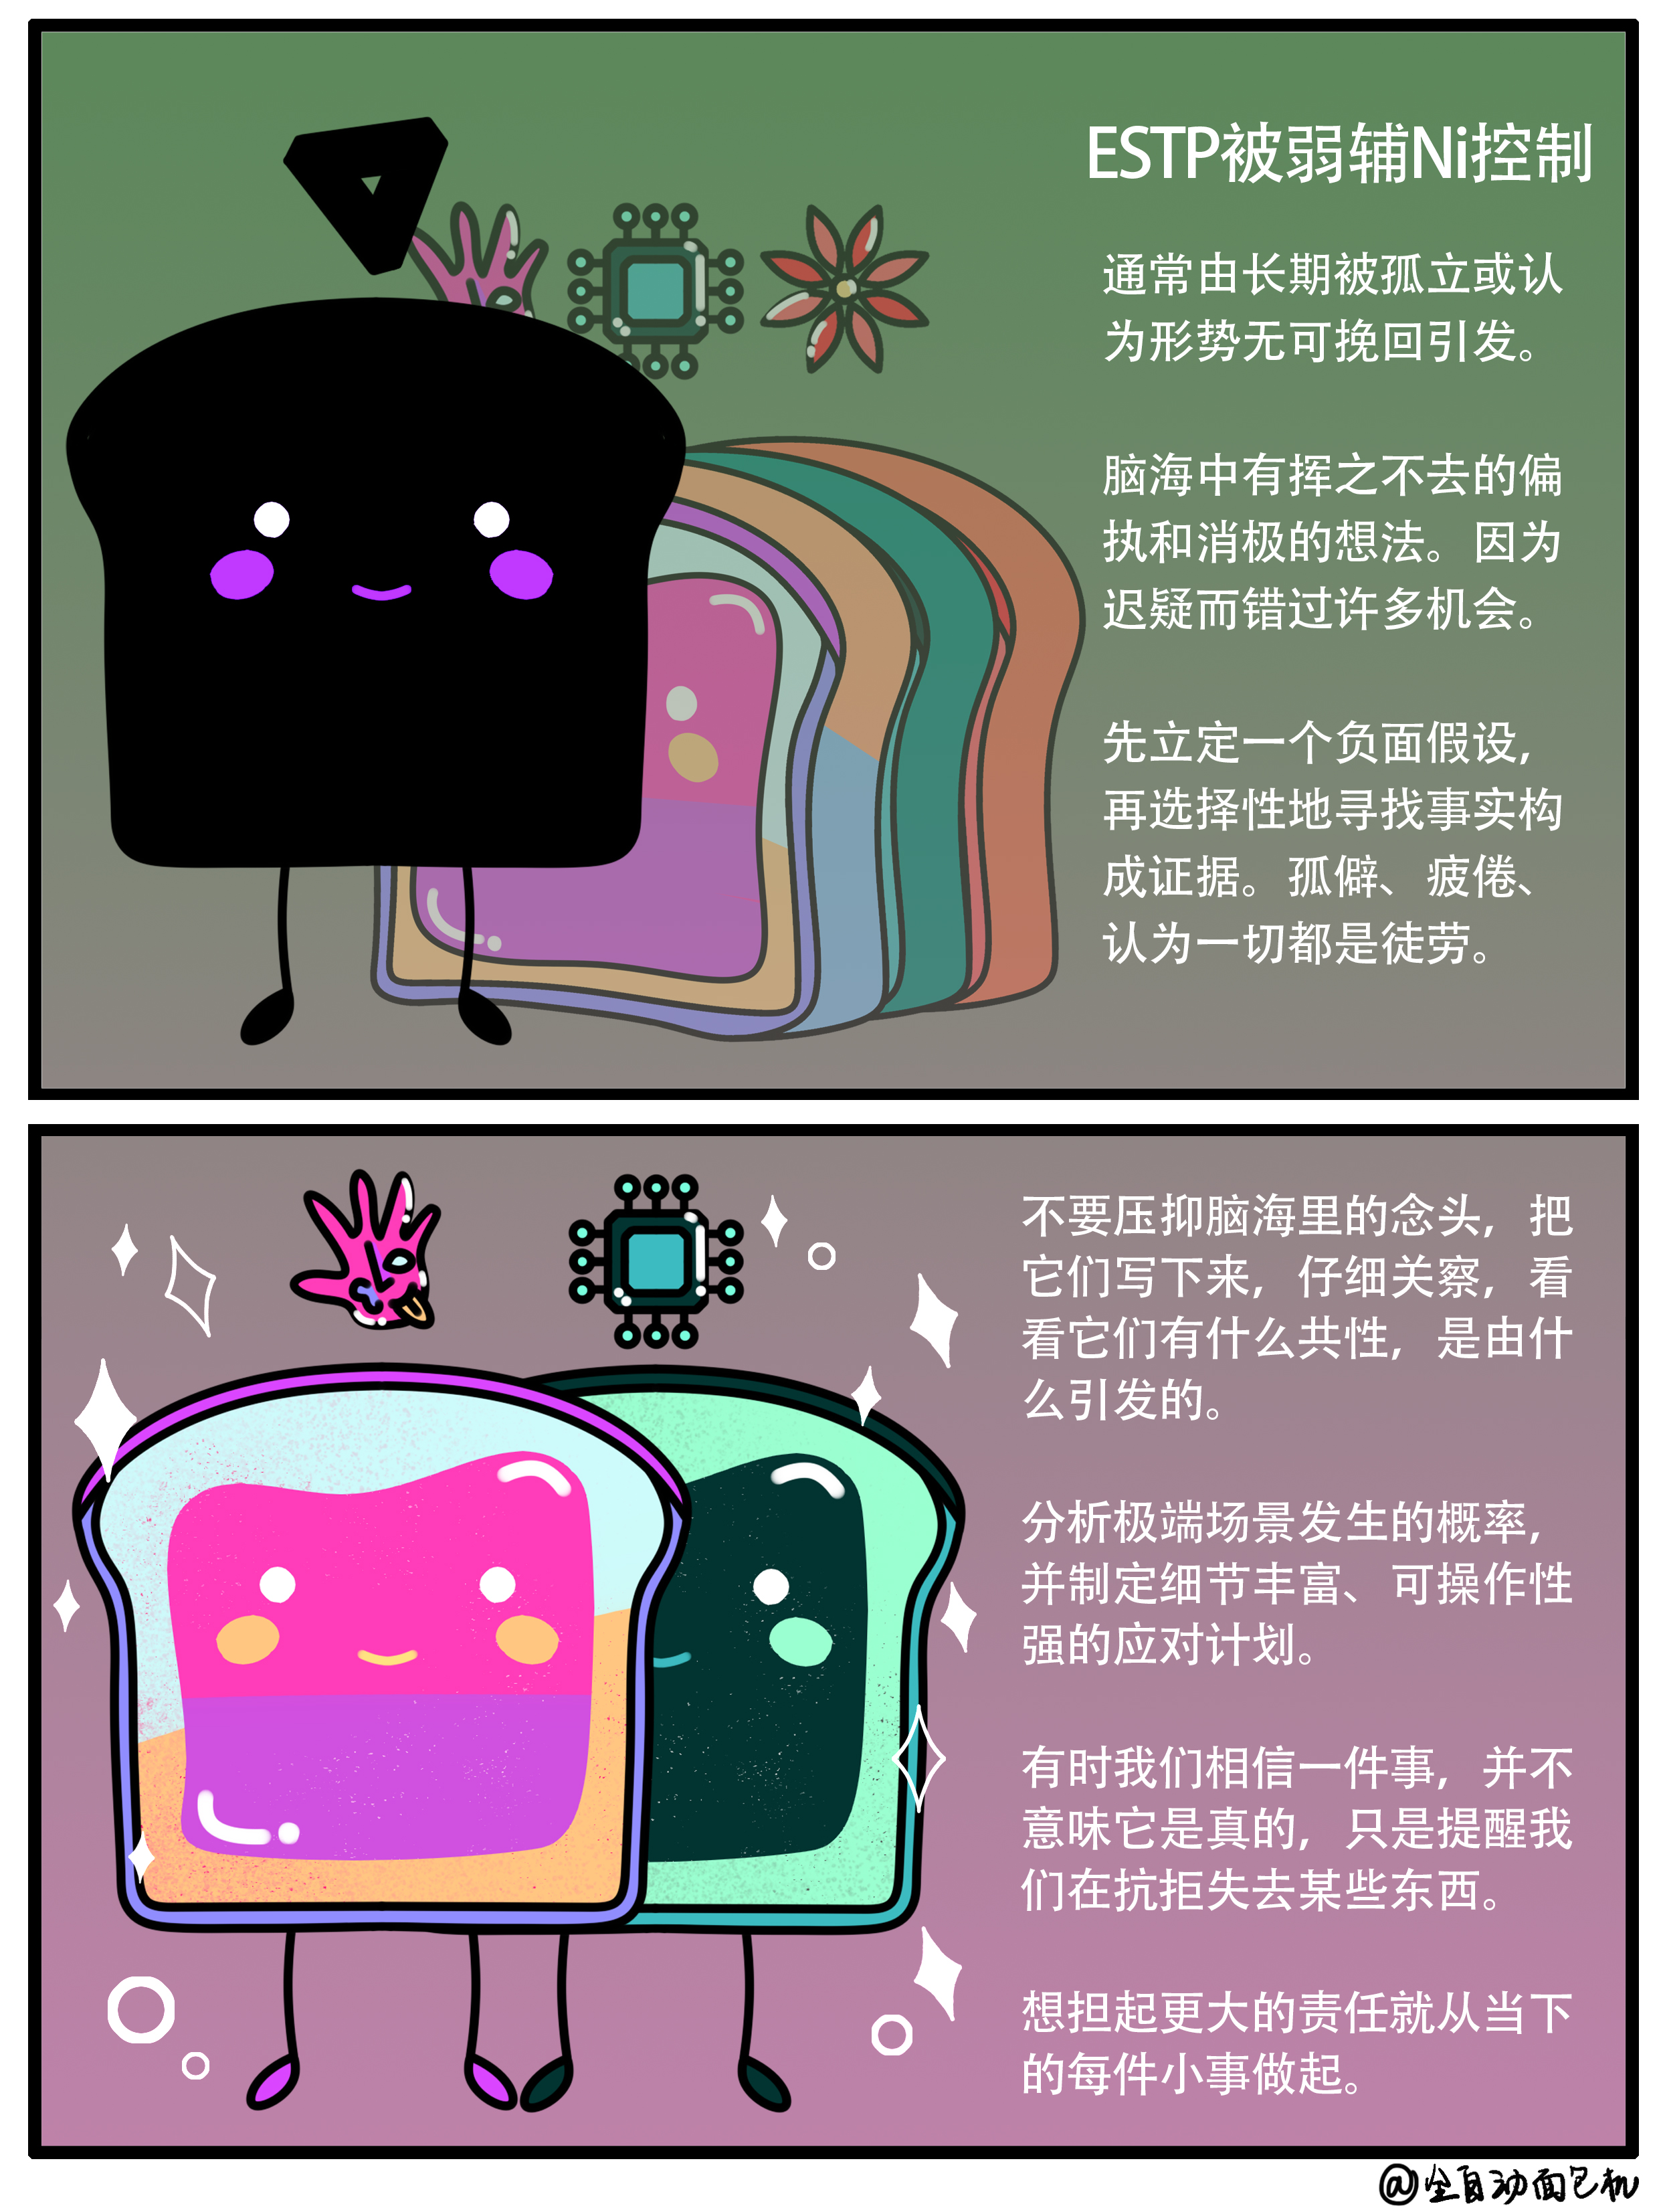 ESTP被弱辅Ni控制
通常由长期被孤立或认
为形势无可挽回引发。
脑海中有挥之不去的偏
执和消极的想法。因为
迟疑而错过许多机会。
先立定一个负面假设,
再选择性地寻找事实构
成证据。孤僻、疲倦、
认为一切都是徒劳。
不要压抑脑海里的念头,把
它们写下来,仔细关察,看
看它们有什么共性,是由什
么引发的。
分析极端场景发生的概率,
并制定细节丰富、可操作性
强的应对计划。
有时我们相信一件事,并不
意味它是真的,只是提醒我
们在抗拒失去某些东西。
想担起更大的责任就从当下
的每件小事做起。
@全自动面包机